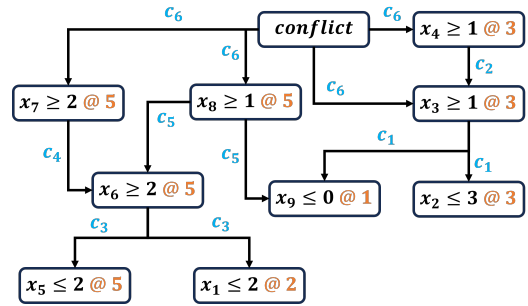 c₆ conflict c₆ x₄ ≥ 1 @ 3
c₆ c₂
x₇ ≥ 2 @ 5 x₈ ≥ 1 @ 5 c₆ x₃ ≥ 1 @ 3
c₅ c₁
c₄ c₅ c₁
x₆ ≥ 2 @ 5 x₉ ≤ 0 @ 1 x₂ ≤ 3 @ 3
c₃ c₃
x₅ ≤ 2 @ 5 x₁ ≤ 2 @ 2